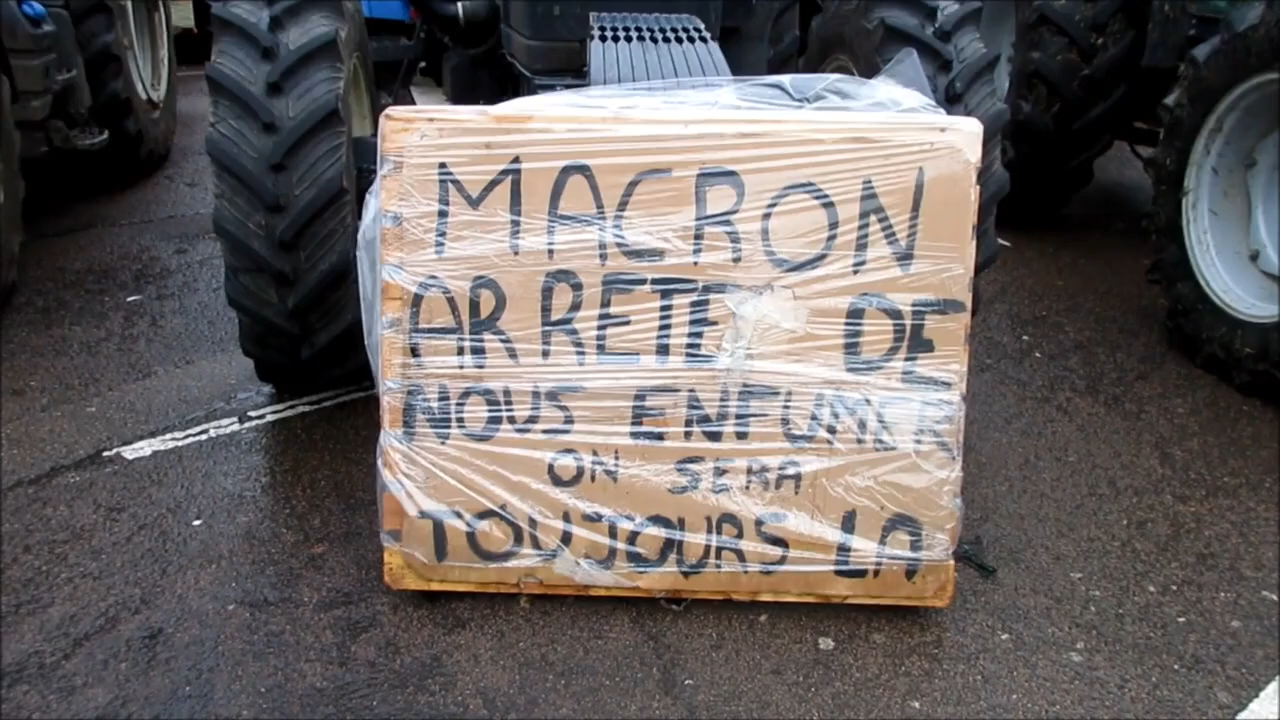 MACRON
ARRETE DE
NOUS ENFUMER
ON SERA
TOUJOURS LA